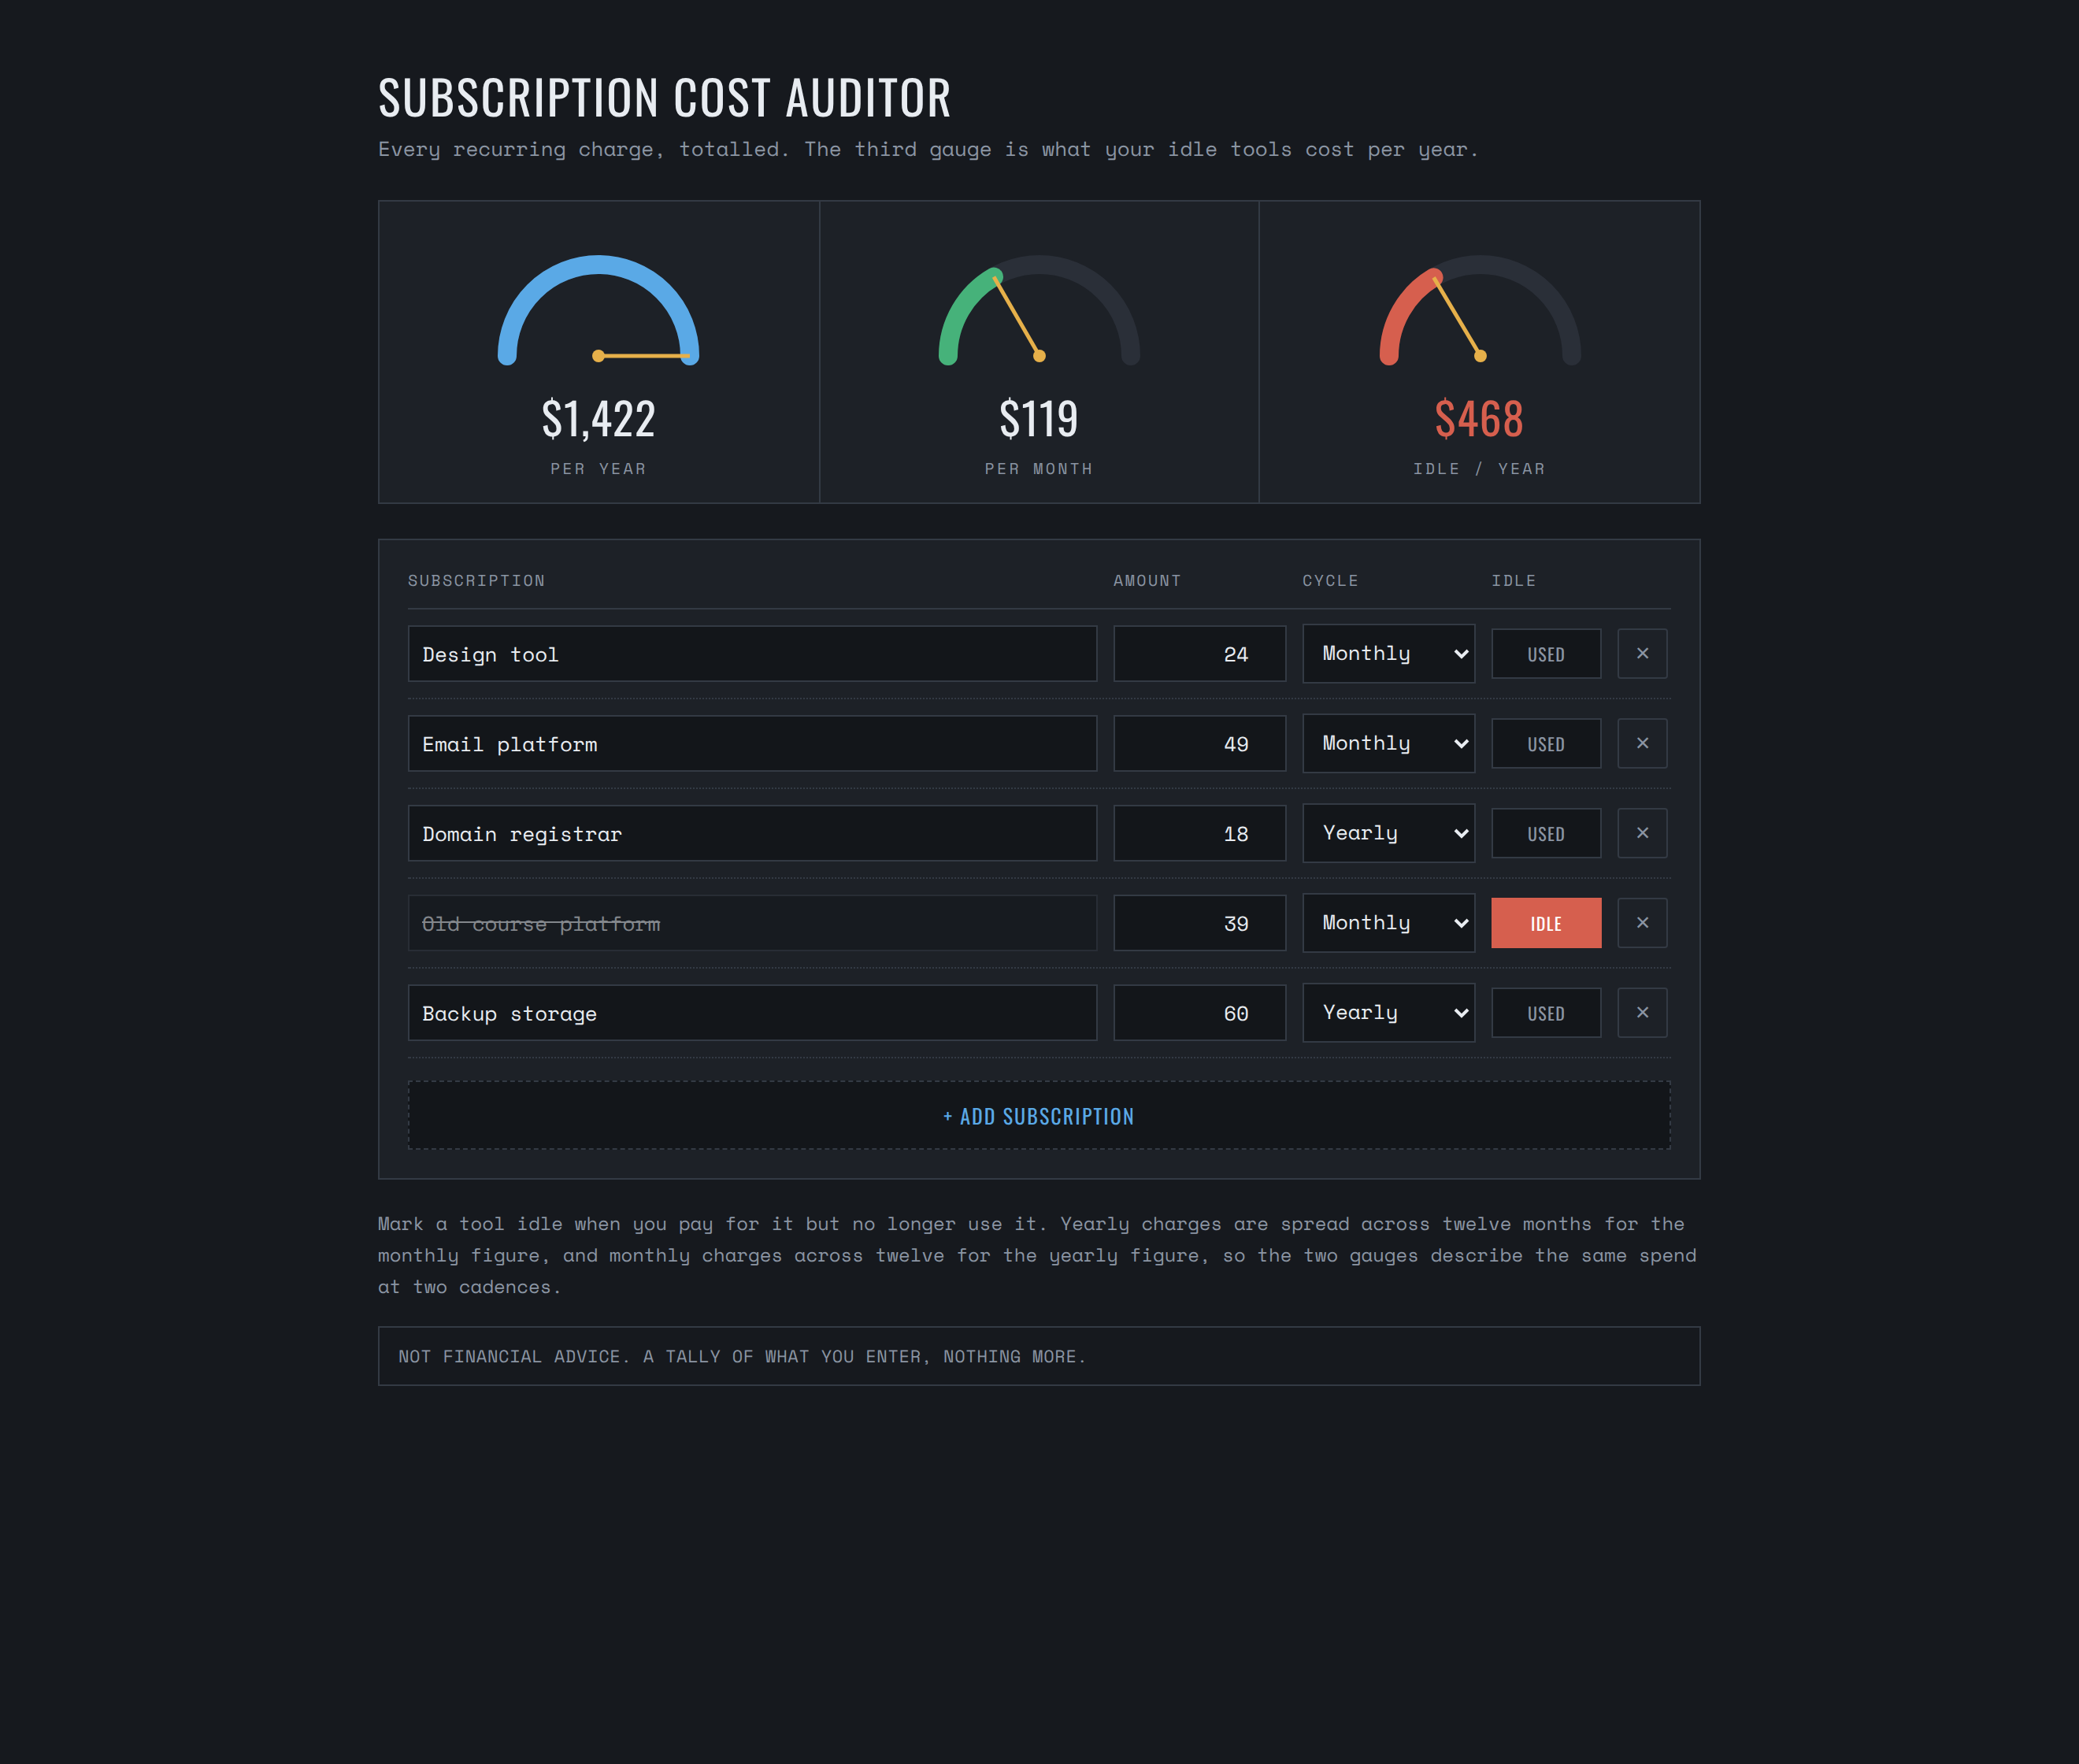 SUBSCRIPTION COST AUDITOR
Every recurring charge, totalled. The third gauge is what your idle tools cost per year.
$1,422
PER YEAR
$119
PER MONTH
$468
IDLE / YEAR
SUBSCRIPTION AMOUNT CYCLE IDLE
Design tool 24 Monthly USED ✕
Email platform 49 Monthly USED ✕
Domain registrar 18 Yearly USED ✕
Old course platform 39 Monthly IDLE ✕
Backup storage 60 Yearly USED ✕
+ ADD SUBSCRIPTION
Mark a tool idle when you pay for it but no longer use it. Yearly charges are spread across twelve months for the
monthly figure, and monthly charges across twelve for the yearly figure, so the two gauges describe the same spend
at two cadences.
NOT FINANCIAL ADVICE. A TALLY OF WHAT YOU ENTER, NOTHING MORE.